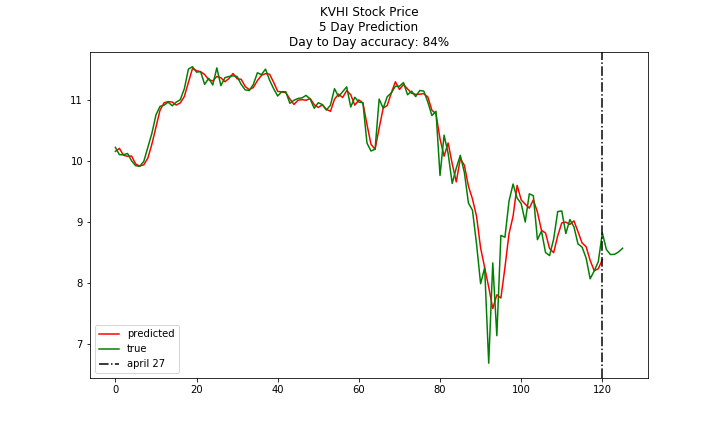 KVHI Stock Price
5 Day Prediction
Day to Day accuracy: 84%
11
10
9
8
7
predicted
true
april 27
0 20 40 60 80 100 120